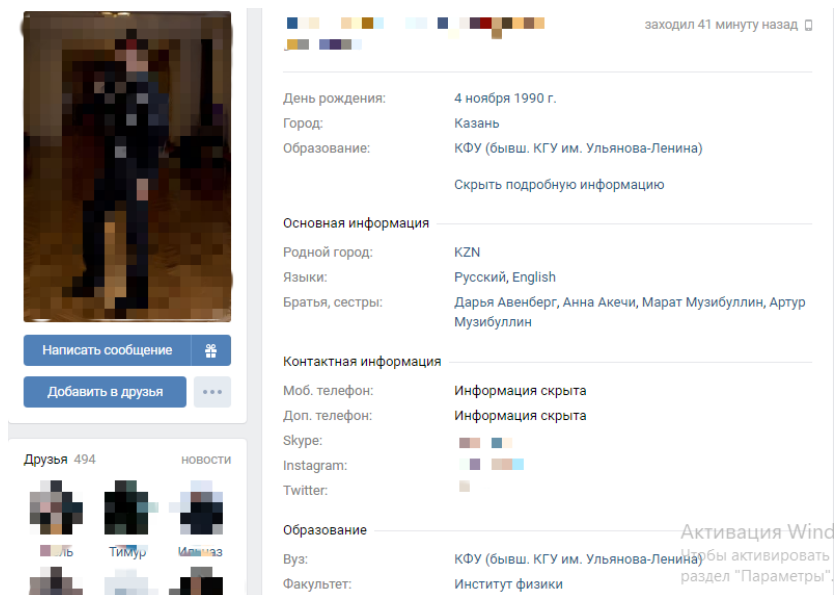 заходил 41 минуту назад
День рождения: 4 ноября 1990 г.
Город: Казань
Образование: КФУ (бывш. КГУ им. Ульянова-Ленина)
Скрыть подробную информацию
Основная информация
Родной город: KZN
Языки: Русский, English
Братья, сестры: Дарья Авенберг, Анна Акечи, Марат Музибуллин, Артур
Музибуллин
Написать сообщение
Контактная информация
Добавить в друзья
Моб. телефон: Информация скрыта
Доп. телефон: Информация скрыта
Skype:
Друзья 494 новости
Instagram:
Twitter:
Образование
Тимур
Вуз: КФУ (бывш. КГУ им. Ульянова-Ленина)
Факультет: Институт физики
Активация Wind
Чтобы активировать
раздел "Параметры".